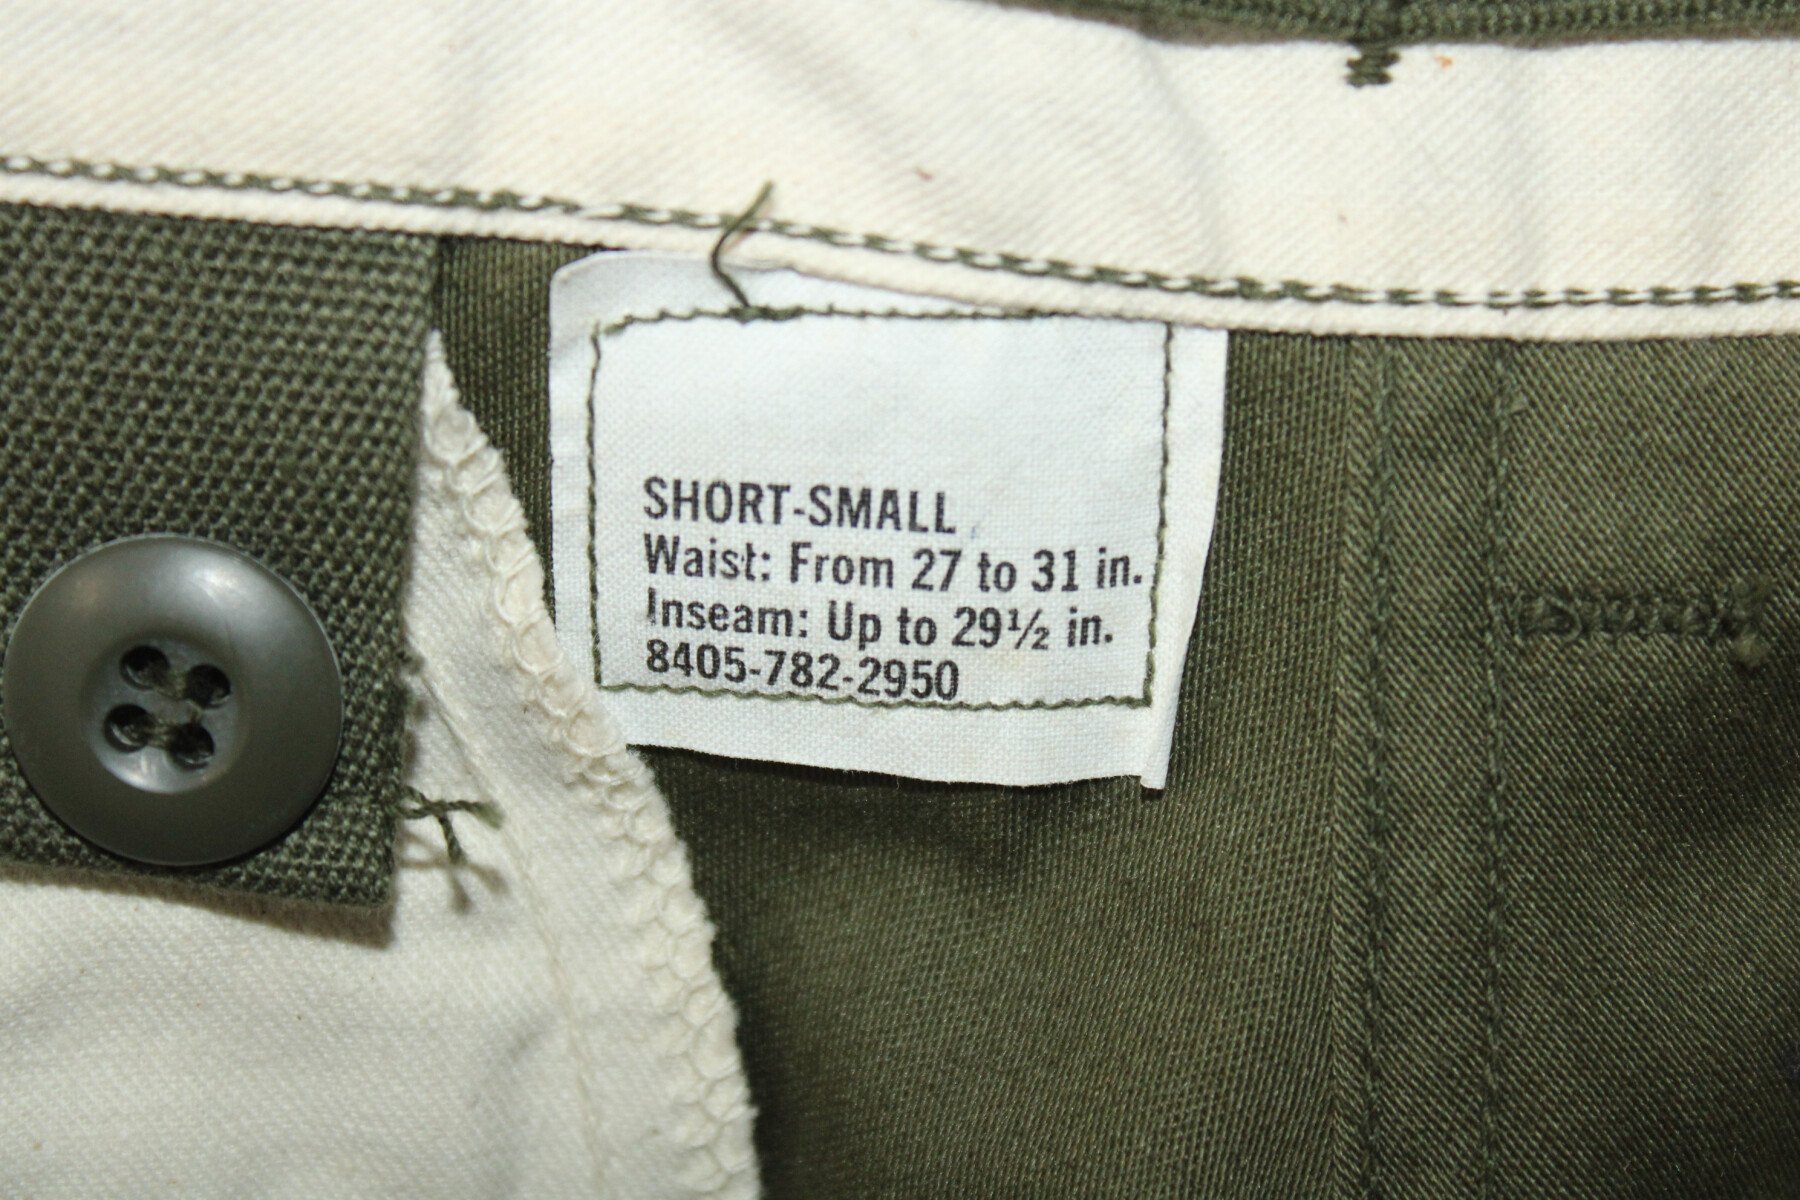 SHORT-SMALL
Waist: From 27 to 31 in.
Inseam: Up to 29½ in.
8405-782-2950